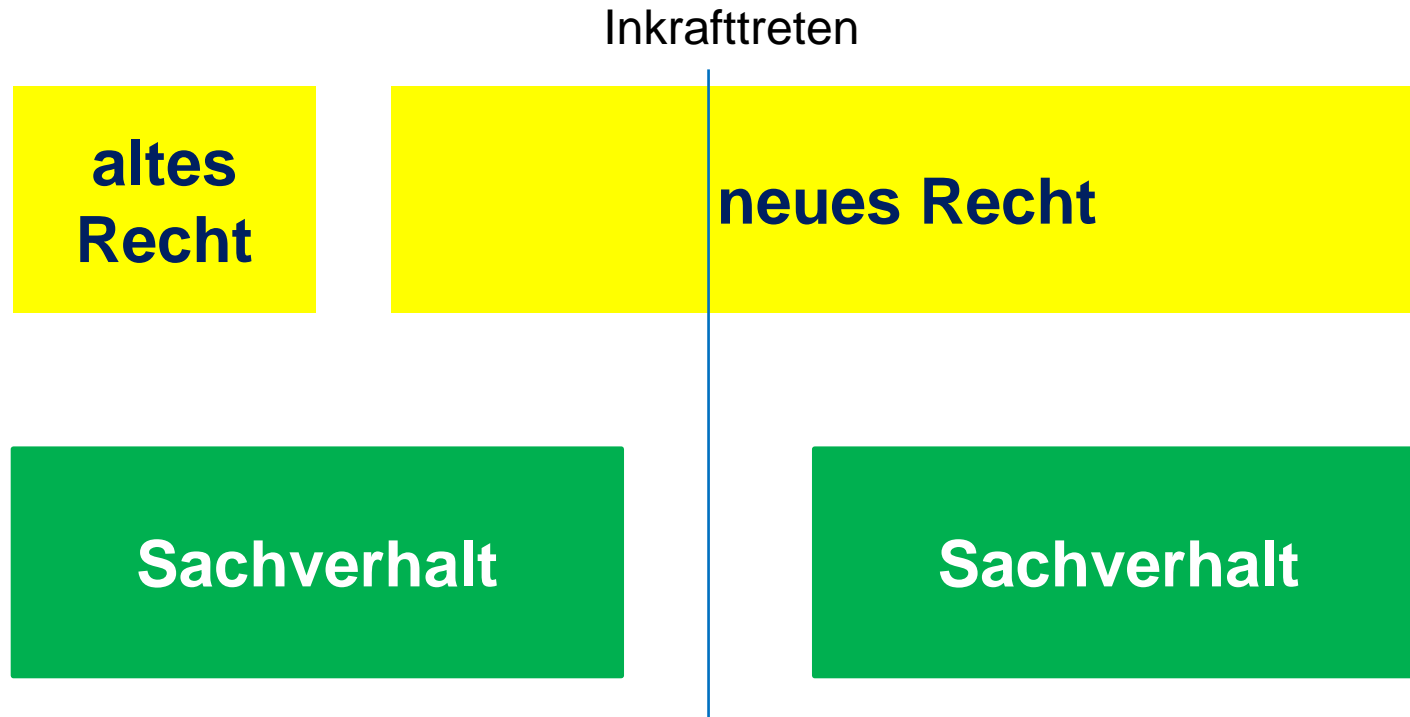 Inkrafttreten
altes
Recht
neues Recht
Sachverhalt
Sachverhalt